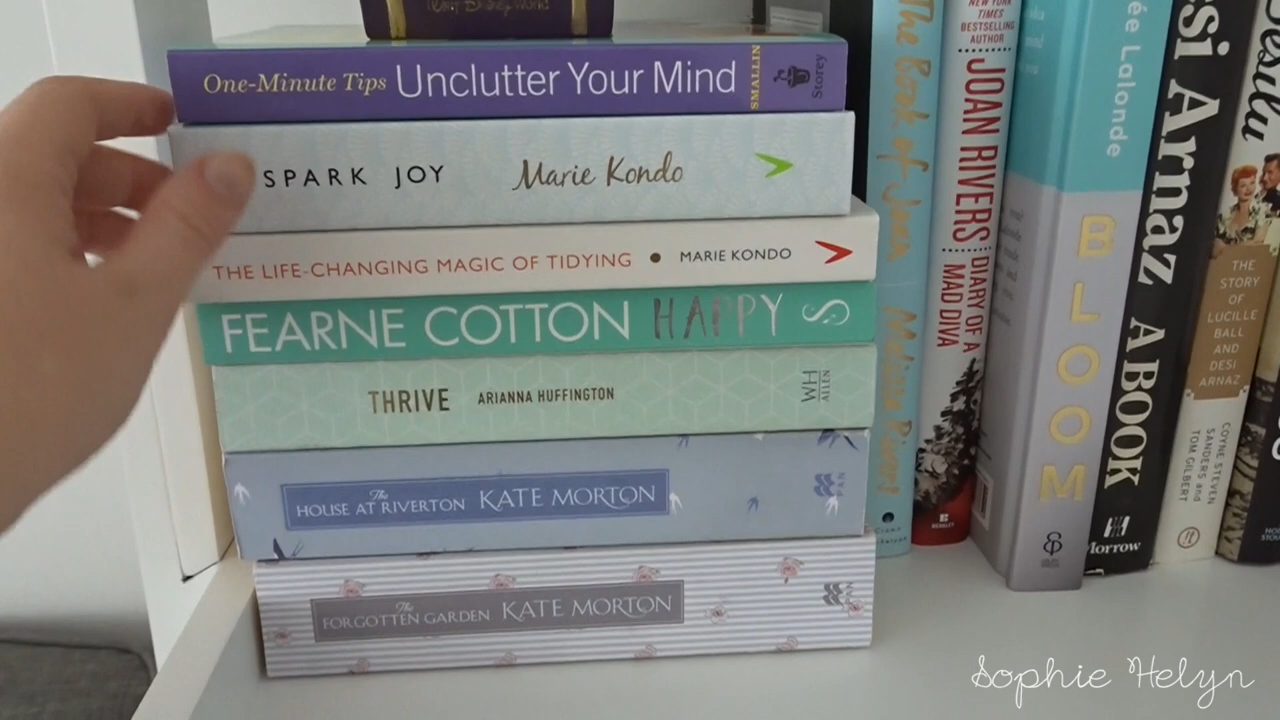 Walt Disney World
One-Minute Tips Unclutter Your Mind SMALLIN Storey
SPARK JOY Marie Kondo
THE LIFE-CHANGING MAGIC OF TIDYING • MARIE KONDO
FEARNE COTTON HAPPY
THRIVE ARIANNA HUFFINGTON WH ALLEN
The HOUSE AT RIVERTON KATE MORTON PAN
The FORGOTTEN GARDEN KATE MORTON PAN
The Book of Joan Melissa Rivers
NEW YORK
TIMES
BESTSELLING
AUTHOR
JOAN RIVERS
DIARY OF A
MAD DIVA
BERKLEY
ée Lalonde
BLOOM
si Arnaz A BOOK
Morrow
Desilu
THE
STORY
OF
LUCILLE
BALL AND
DESI
ARNAZ
COYNE STEVEN
SANDERS and
TOM GILBERT
Sophie Helyn